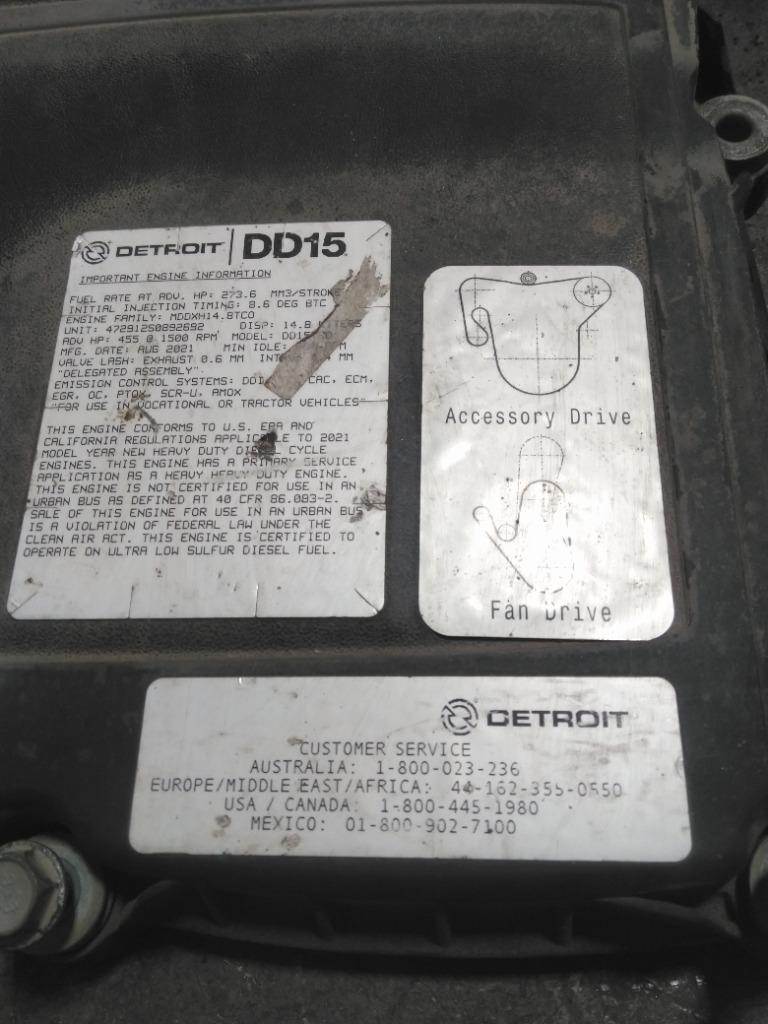 DETROIT | DD15
IMPORTANT ENGINE INFORMATION
FUEL RATE AT ADV. HP: 273.6 MM3/STROKE
INITIAL INJECTION TIMING: 8.6 DEG BTC
ENGINE FAMILY: MDDXH14.8TCO
UNIT: 472912S0892692 DISP: 14.8 LITERS
ADV HP: 455 @ 1500 RPM MODEL: DD15
MFG. DATE: AUG 2021 MIN IDLE:
VALVE LASH: EXHAUST 0.6 MM MM
"DELEGATED ASSEMBLY".
EMISSION CONTROL SYSTEMS: CAC, ECM,
EGR, OC, PTOX, SCR-U, AMOX
"FOR USE IN VOCATIONAL OR TRACTOR VEHICLES"
THIS ENGINE CONFORMS TO U.S. EPA AND
CALIFORNIA REGULATIONS APPLICABLE TO 2021
MODEL YEAR NEW HEAVY DUTY DIESEL CYCLE
ENGINES. THIS ENGINE HAS A PRIMARY SERVICE
APPLICATION AS A HEAVY HEAVY-DUTY ENGINE.
THIS ENGINE IS NOT CERTIFIED FOR USE IN AN
URBAN BUS AS DEFINED AT 40 CFR 86.083-2.
SALE OF THIS ENGINE FOR USE IN AN URBAN BUS
IS A VIOLATION OF FEDERAL LAW UNDER THE
CLEAN AIR ACT. THIS ENGINE IS CERTIFIED TO
OPERATE ON ULTRA LOW SULFUR DIESEL FUEL.
Accessory Drive
Fan Drive
DETROIT
CUSTOMER SERVICE
AUSTRALIA: 1-800-023-236
EUROPE/MIDDLE EAST/AFRICA: 44-162-355-0550
USA / CANADA: 1-800-445-1980
MEXICO: 01-800-902-7100